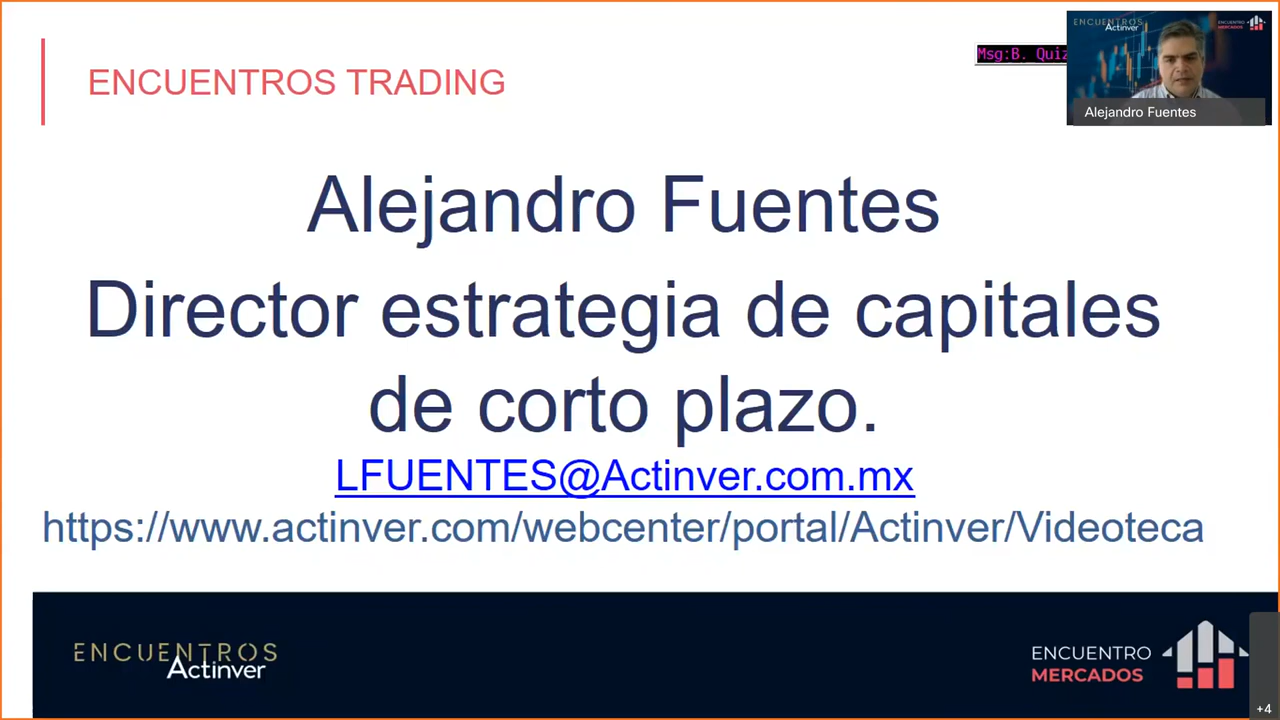 ENCUENTROS TRADING
Msg:B. Quiz
ENCUENTROS
Actinver
ENCUENTRO
MERCADOS
Alejandro Fuentes
Alejandro Fuentes
Director estrategia de capitales
de corto plazo.
LFUENTES@Actinver.com.mx
https://www.actinver.com/webcenter/portal/Actinver/Videoteca
ENCUENTROS
Actinver
ENCUENTRO
MERCADOS
+4